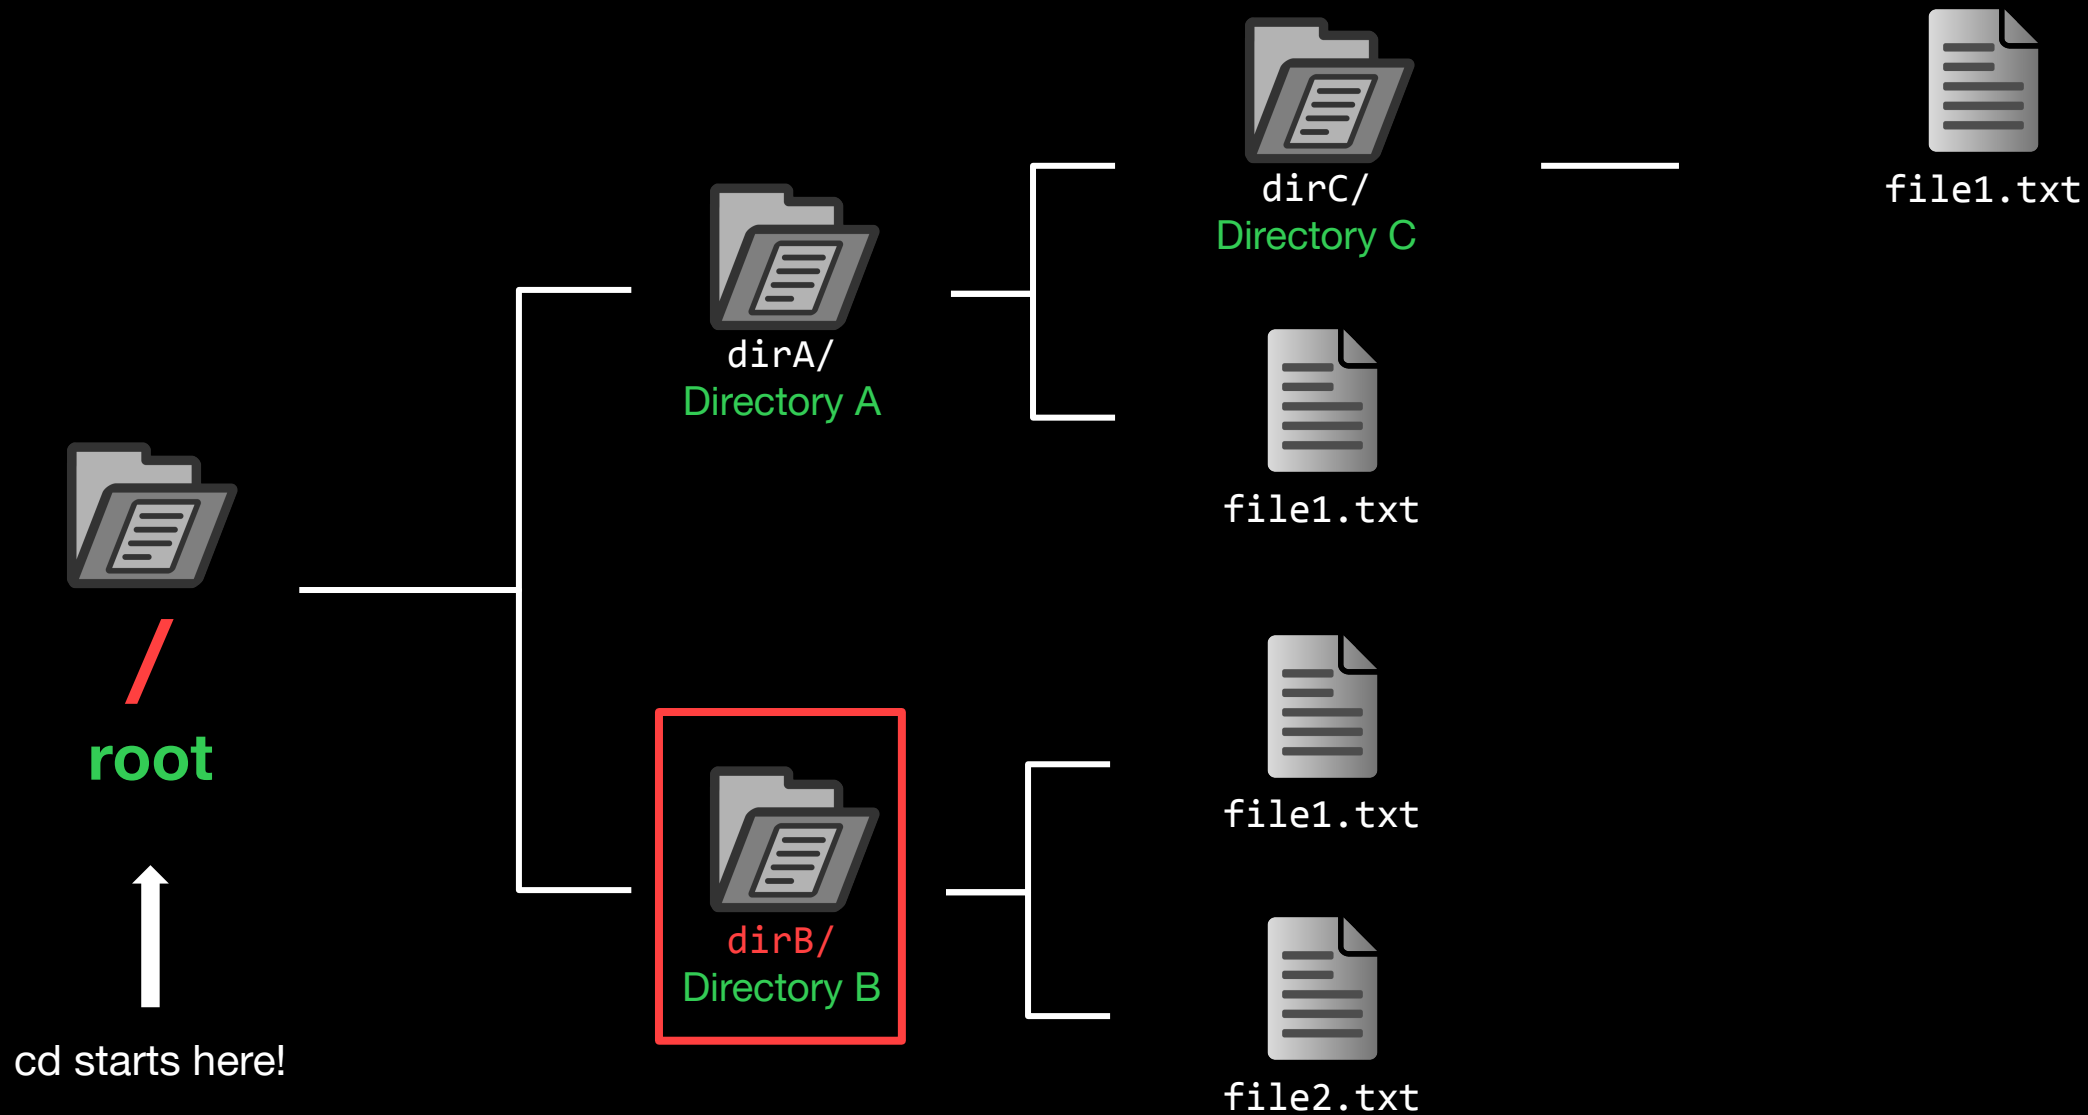 /
root
cd starts here!
dirA/
Directory A
dirB/
Directory B
dirC/
Directory C
file1.txt
file1.txt
file2.txt
file1.txt